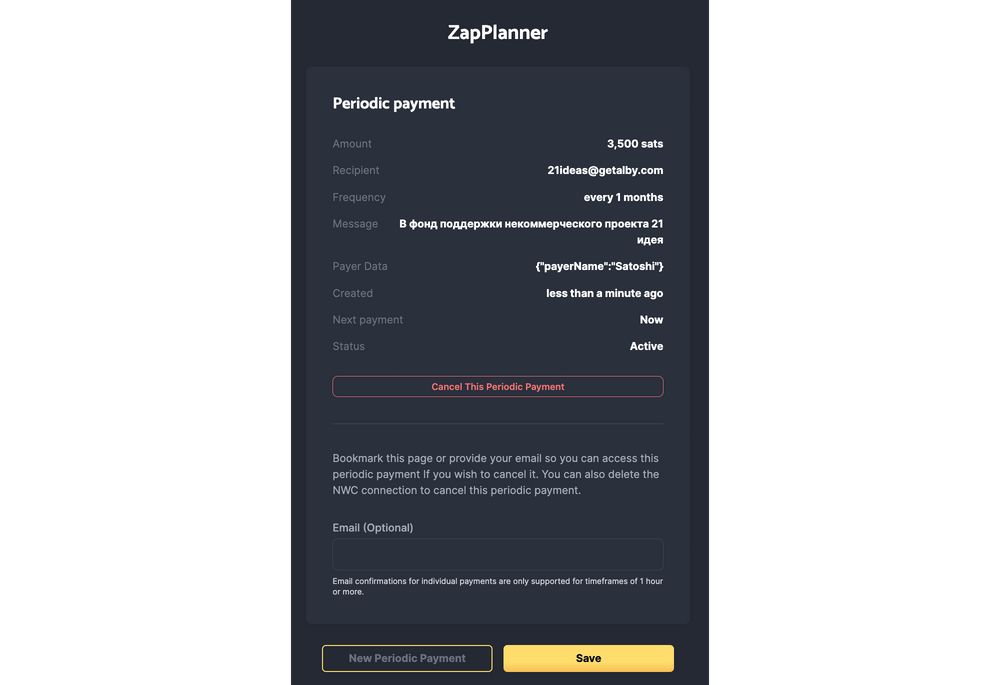 ZapPlanner
Periodic payment
Amount 3,500 sats
Recipient 21ideas@getalby.com
Frequency every 1 months
Message В фонд поддержки некоммерческого проекта 21
идея
Payer Data {"payerName":"Satoshi"}
Created less than a minute ago
Next payment Now
Status Active
Cancel This Periodic Payment
Bookmark this page or provide your email so you can access this
periodic payment If you wish to cancel it. You can also delete the
NWC connection to cancel this periodic payment.
Email (Optional)
Email confirmations for individual payments are only supported for timeframes of 1 hour
or more.
New Periodic Payment Save